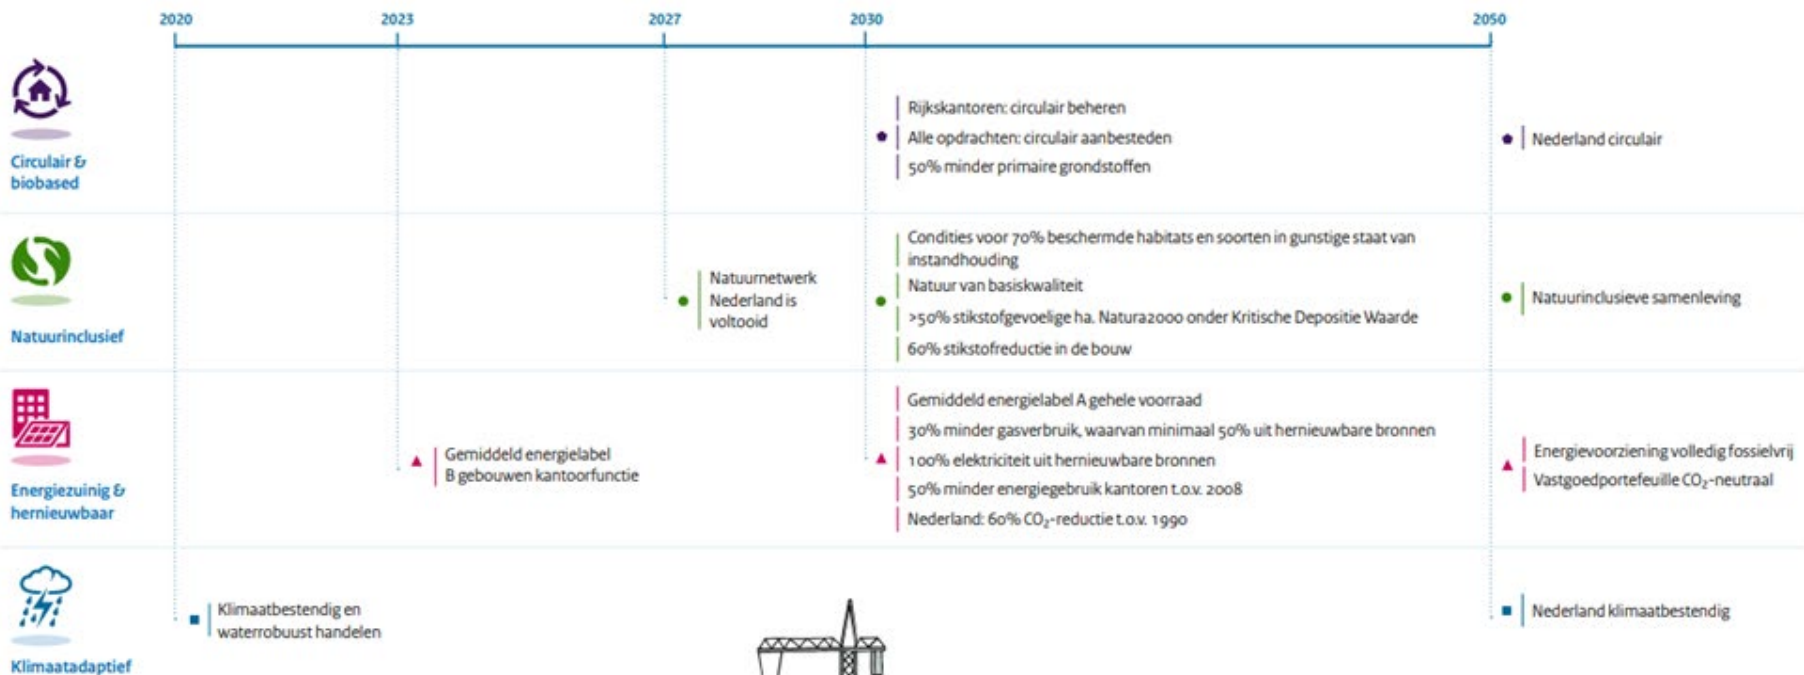 2020 2023 2027 2030 2050
Circulair &
biobased
Rijkskantoren: circulair beheren
Alle opdrachten: circulair aanbesteden
50% minder primaire grondstoffen
Nederland circulair
Natuurinclusief
Natuurnetwerk
Nederland is
voltooid
Condities voor 70% beschermde habitats en soorten in gunstige staat van
instandhouding
Natuur van basiskwaliteit
>50% stikstofgevoelige ha. Natura2000 onder Kritische Depositie Waarde
60% stikstofreductie in de bouw
Natuurinclusieve samenleving
Energiezuinig &
hernieuwbaar
Gemiddeld energielabel
B gebouwen kantoorfunctie
Gemiddeld energielabel A gehele voorraad
30% minder gasverbruik, waarvan minimaal 50% uit hernieuwbare bronnen
100% elektriciteit uit hernieuwbare bronnen
50% minder energiegebruik kantoren t.o.v. 2008
Nederland: 60% CO₂-reductie t.o.v. 1990
Energievoorziening volledig fossielvrij
Vastgoedportefeuille CO₂-neutraal
Klimaatadaptief
Klimaatbestendig en
waterrobuust handelen
Nederland klimaatbestendig